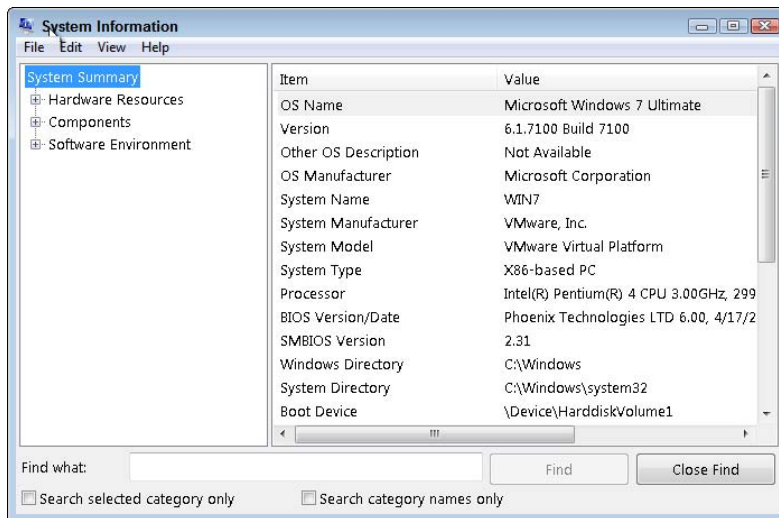 System Information
File Edit View Help
System Summary
Hardware Resources
Components
Software Environment
Item Value
OS Name Microsoft Windows 7 Ultimate
Version 6.1.7100 Build 7100
Other OS Description Not Available
OS Manufacturer Microsoft Corporation
System Name WIN7
System Manufacturer VMware, Inc.
System Model VMware Virtual Platform
System Type X86-based PC
Processor Intel(R) Pentium(R) 4 CPU 3.00GHz, 299
BIOS Version/Date Phoenix Technologies LTD 6.00, 4/17/2
SMBIOS Version 2.31
Windows Directory C:\Windows
System Directory C:\Windows\system32
Boot Device \Device\HarddiskVolume1
Find what: Find Close Find
Search selected category only Search category names only